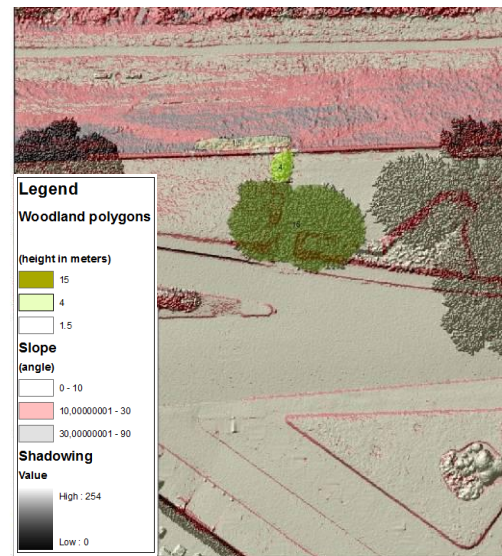 Legend
Woodland polygons
(height in meters)
15
4
1.5
Slope
(angle)
0 - 10
10,00000001 - 30
30,00000001 - 90
Shadowing
Value
High : 254
Low : 0